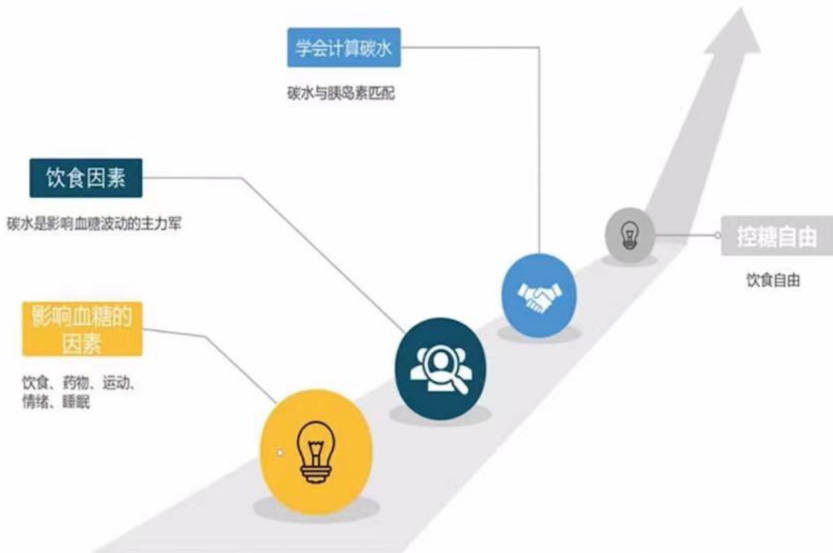 学会计算碳水
碳水与胰岛素匹配
饮食因素
碳水是影响血糖波动的主力军
控糖自由
饮食自由
影响血糖的
因素
饮食、药物、运动、
情绪、睡眠